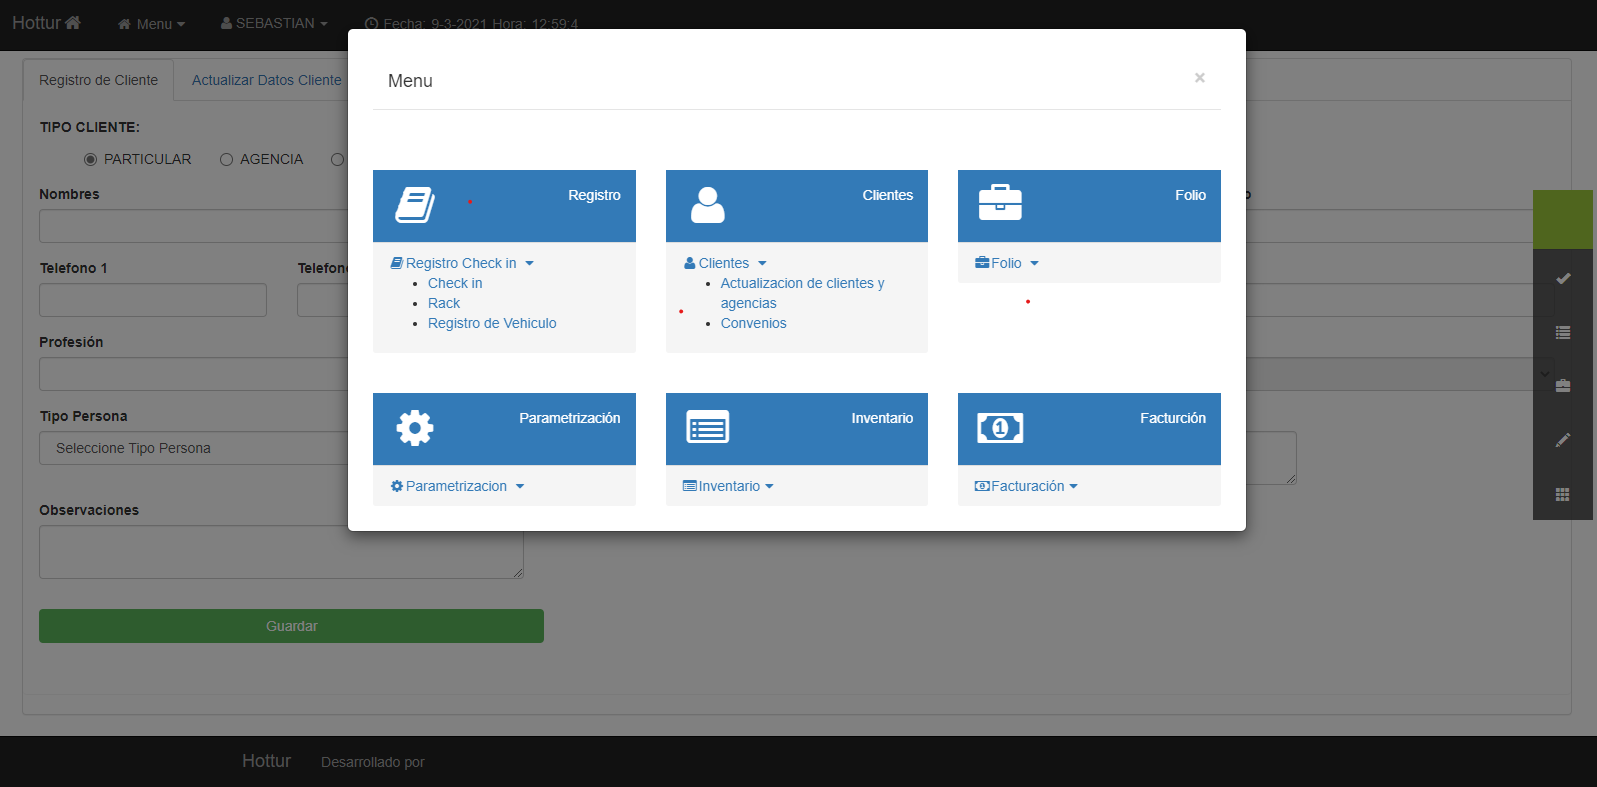 Hottur Menu SEBASTIAN Fecha: 9-3-2021 Hora: 12:59:4
Registro de Cliente Actualizar Datos Cliente
TIPO CLIENTE:
PARTICULAR AGENCIA
Nombres
Telefono 1
Profesión
Tipo Persona
Seleccione Tipo Persona
Observaciones
Guardar
Menu ×
Registro
Registro Check in
Check in
Rack
Registro de Vehiculo
Clientes
Clientes
Actualizacion de clientes y
agencias
Convenios
Folio
Folio
Parametrización
Parametrizacion
Inventario
Inventario
Facturción
1
Facturación
Hottur Desarrollado por